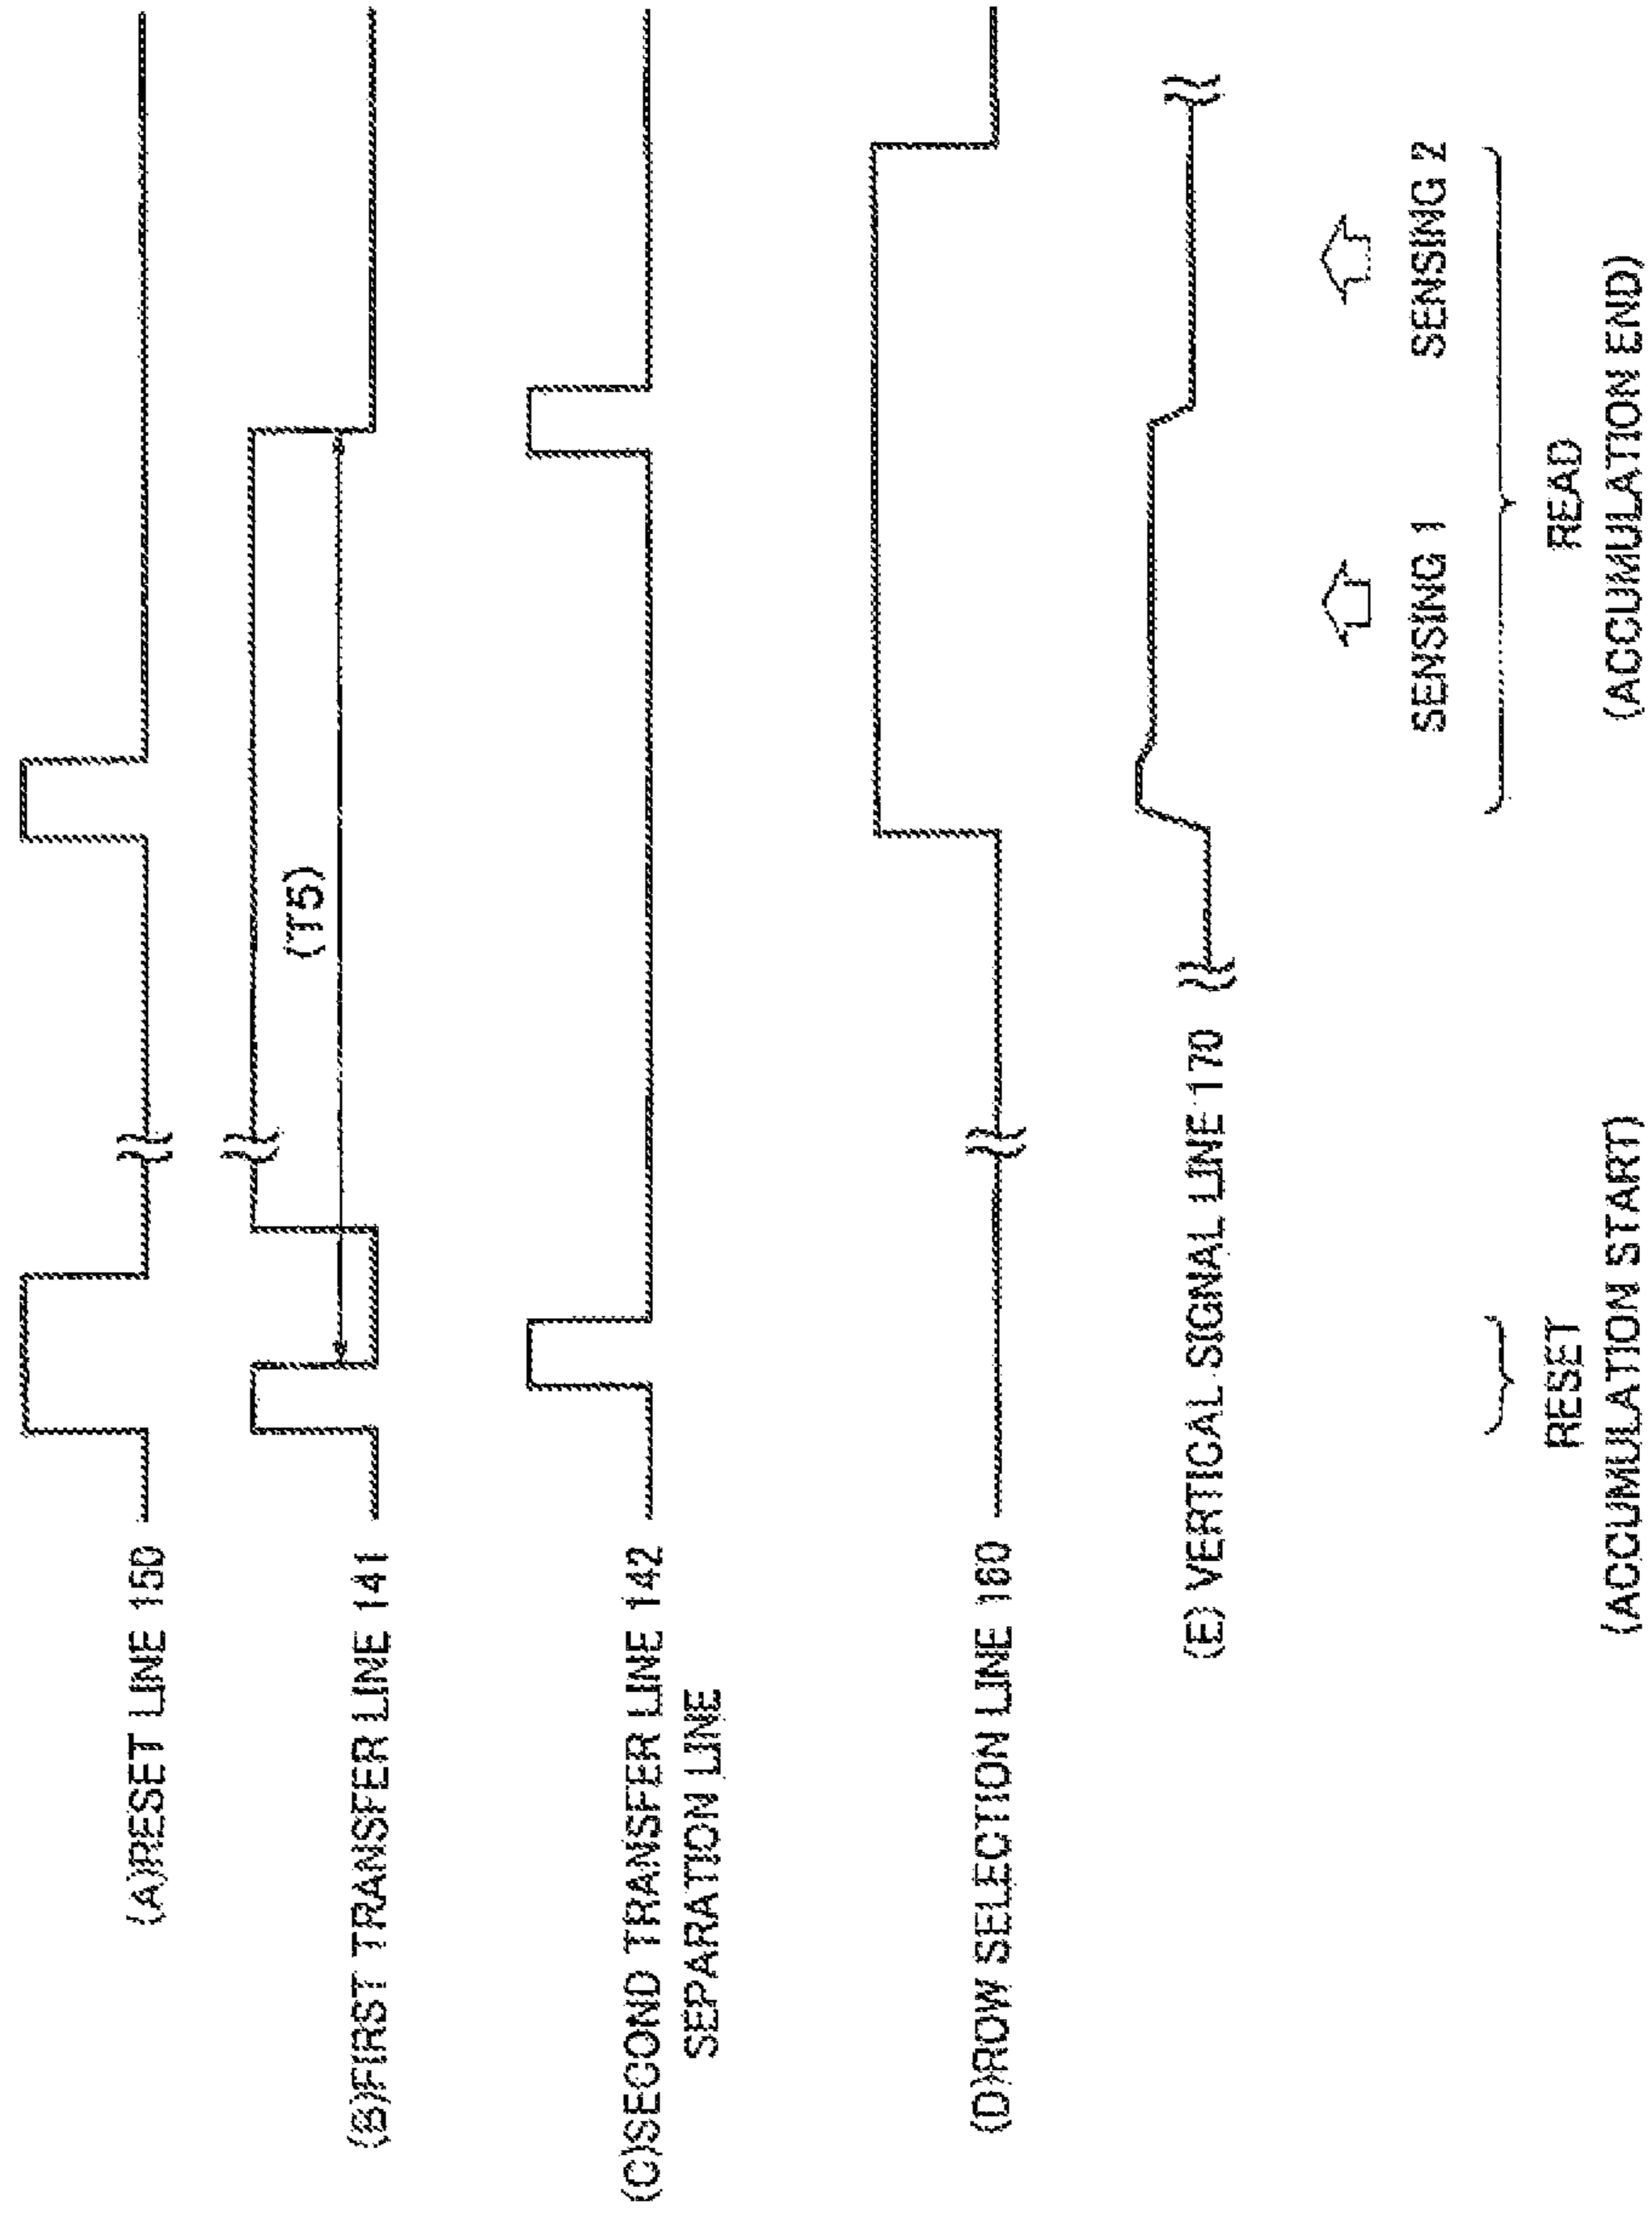 (A)RESET LINE 150
(B)FIRST TRANSFER LINE 141
(T5)
(C)SECOND TRANSFER LINE 142
SEPARATION LINE
(D)ROW SELECTION LINE 160
(E) VERTICAL SIGNAL LINE 170
SENSING 1
SENSING 2
RESET
(ACCUMULATION START)
READ
(ACCUMULATION END)